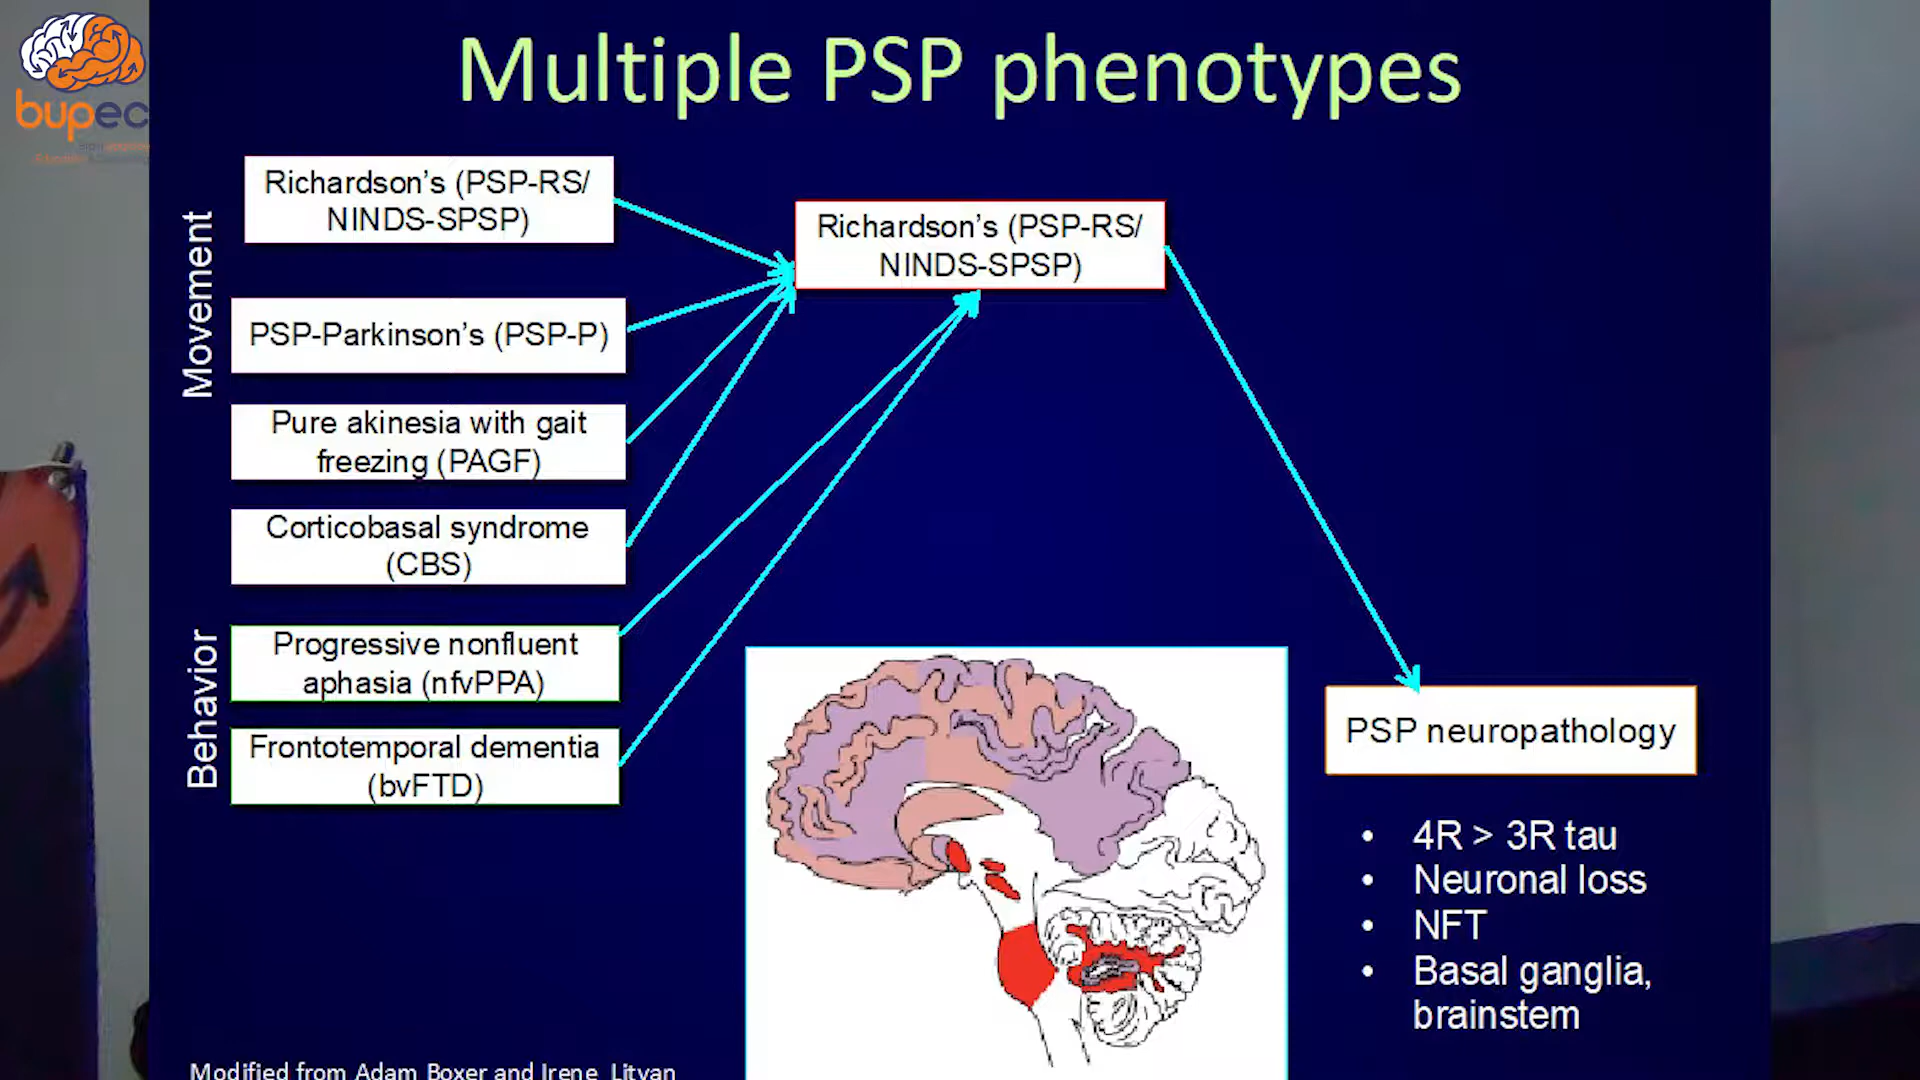 Multiple PSP phenotypes
bupec
Movement
Richardson's (PSP-RS/
NINDS-SPSP)
PSP-Parkinson's (PSP-P)
Pure akinesia with gait
freezing (PAGF)
Corticobasal syndrome
(CBS)
Behavior
Progressive nonfluent
aphasia (nfvPPA)
Frontotemporal dementia
(bvFTD)
Richardson's (PSP-RS/
NINDS-SPSP)
PSP neuropathology
• 4R > 3R tau
• Neuronal loss
• NFT
• Basal ganglia,
brainstem
Modified from Adam Boxer and Irene Litvan